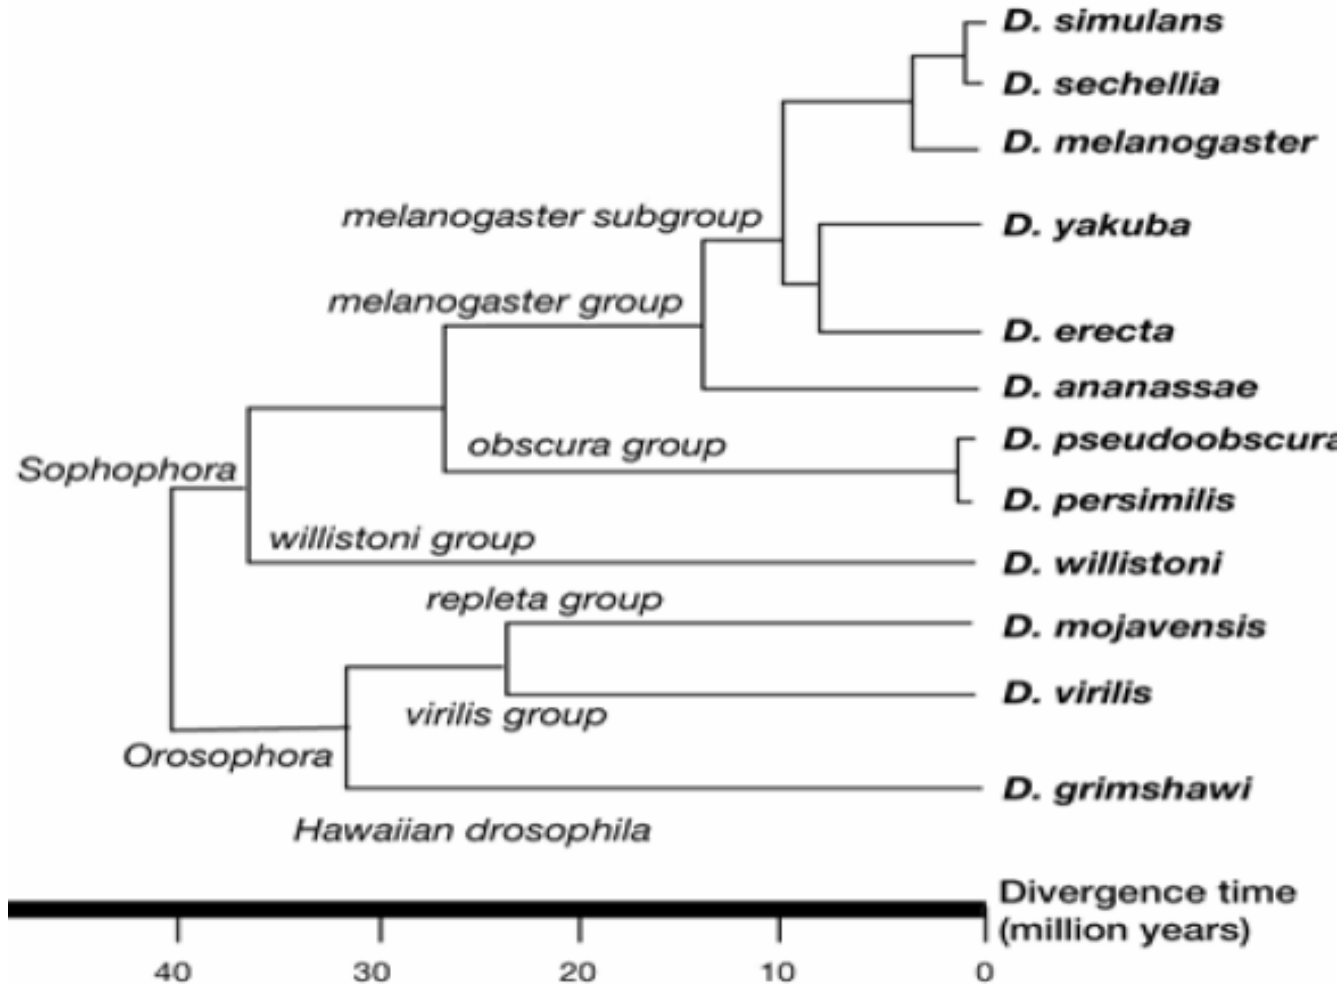 D. simulans
D. sechellia
D. melanogaster
melanogaster subgroup
D. yakuba
melanogaster group
D. erecta
D. ananassae
obscura group
D. pseudoobscura
Sophophora
D. persimilis
willistoni group
D. willistoni
repleta group
D. mojavensis
virilis group
D. virilis
Orosophora
D. grimshawi
Hawaiian drosophila
Divergence time
(million years)
40 30 20 10 0